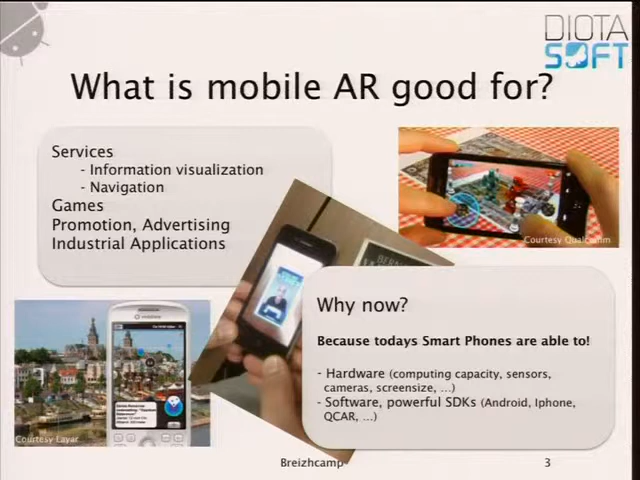 DIOTA
SOFT
What is mobile AR good for?
Services
- Information visualization
- Navigation
Games
Promotion, Advertising
Industrial Applications
Courtesy Qualcomm
Why now?
Because todays Smart Phones are able to!
- Hardware (computing capacity, sensors,
cameras, screensize, …)
- Software, powerful SDKs (Android, Iphone,
QCAR, …)
Courtesy Layar
Breizhcamp
3